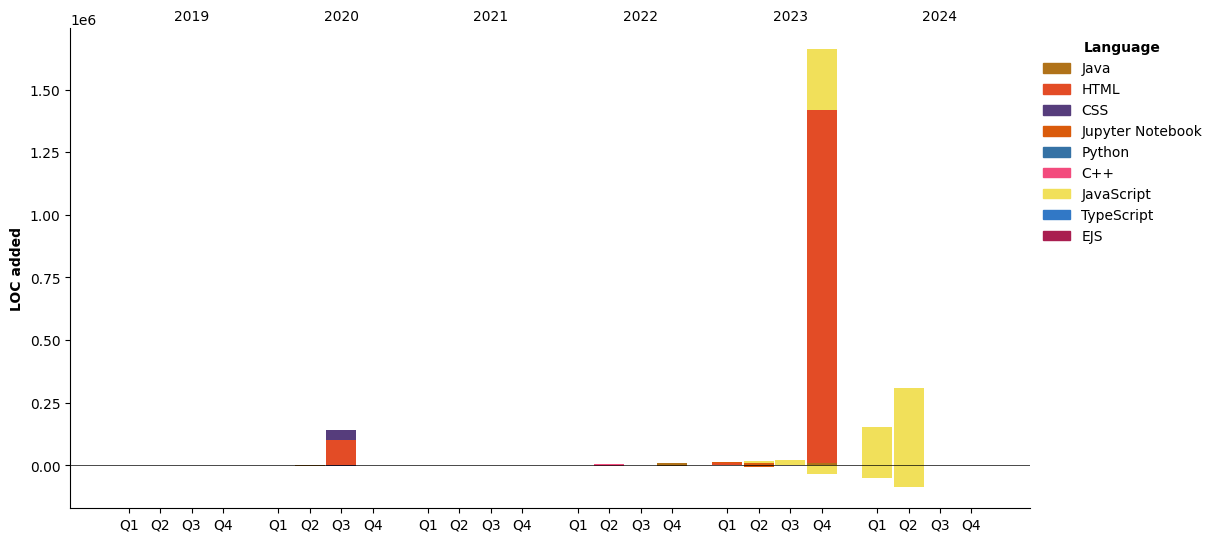 2019 2020 2021 2022 2023 2024
1e6
Language
Java
HTML
CSS
Jupyter Notebook
Python
C++
JavaScript
TypeScript
EJS
LOC added
1.50
1.25
1.00
0.75
0.50
0.25
0.00
Q1 Q2 Q3 Q4 Q1 Q2 Q3 Q4 Q1 Q2 Q3 Q4 Q1 Q2 Q3 Q4 Q1 Q2 Q3 Q4 Q1 Q2 Q3 Q4